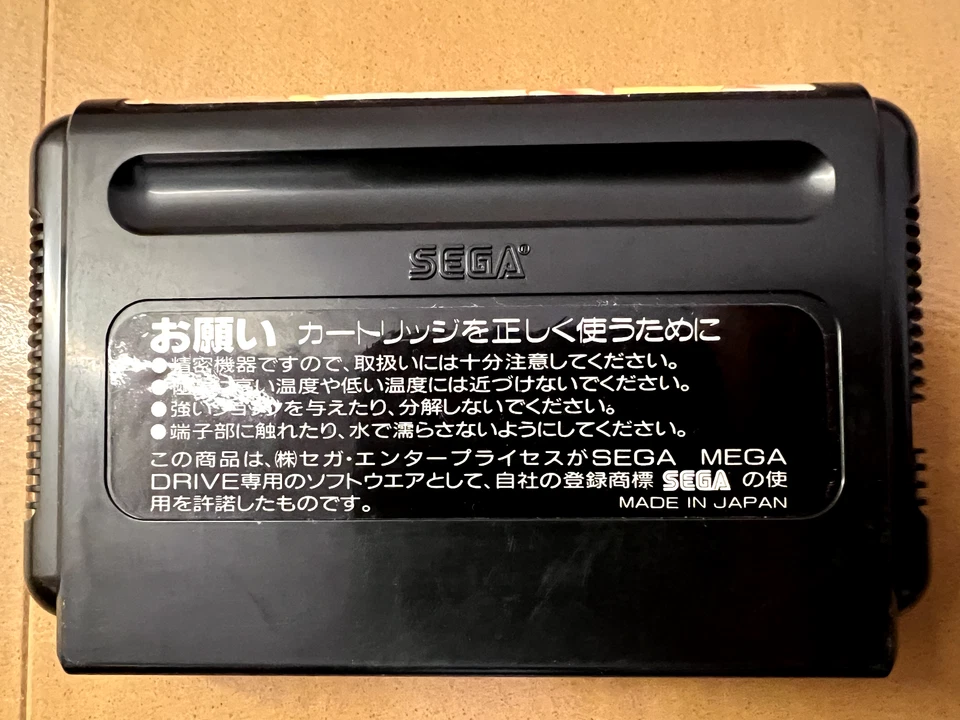 SEGA®
お願い カートリッジを正しく使うために
●精密機器ですので、取扱いには十分注意してください。
●高い温度や低い温度には近づけないでください。
●強いショックを与えたり、分解しないでください。
●端子部に触れたり、水で濡らさないようにしてください。
この商品は、㈱セガ・エンタープライセスがSEGA MEGA
DRIVE専用のソフトウエアとして、自社の登録商標 SEGA の使
用を許諾したものです。 MADE IN JAPAN